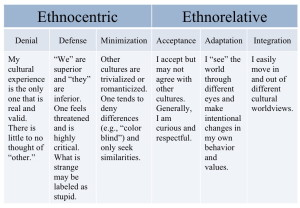 Ethnocentric
Ethnorelative
Denial
Defense
Minimization
Acceptance
Adaptation
Integration
My
cultural
experience
is the only
one that is
real and
valid.
There is
little to no
thought of
"other."
"We" are
superior
and "they"
are
inferior.
One feels
threatened
and is
highly
critical.
What is
strange
may be
labeled as
stupid.
Other
cultures are
trivialized or
romanticized.
One tends to
deny
differences
(e.g., "color
blind") and
only seek
similarities.
I accept but
may not
agree with
other
cultures.
Generally,
I am
curious and
respectful.
I "see" the
world
through
different
eyes and
make
intentional
changes in
my own
behavior
and
values.
I easily
move in
and out of
different
cultural
worldviews.